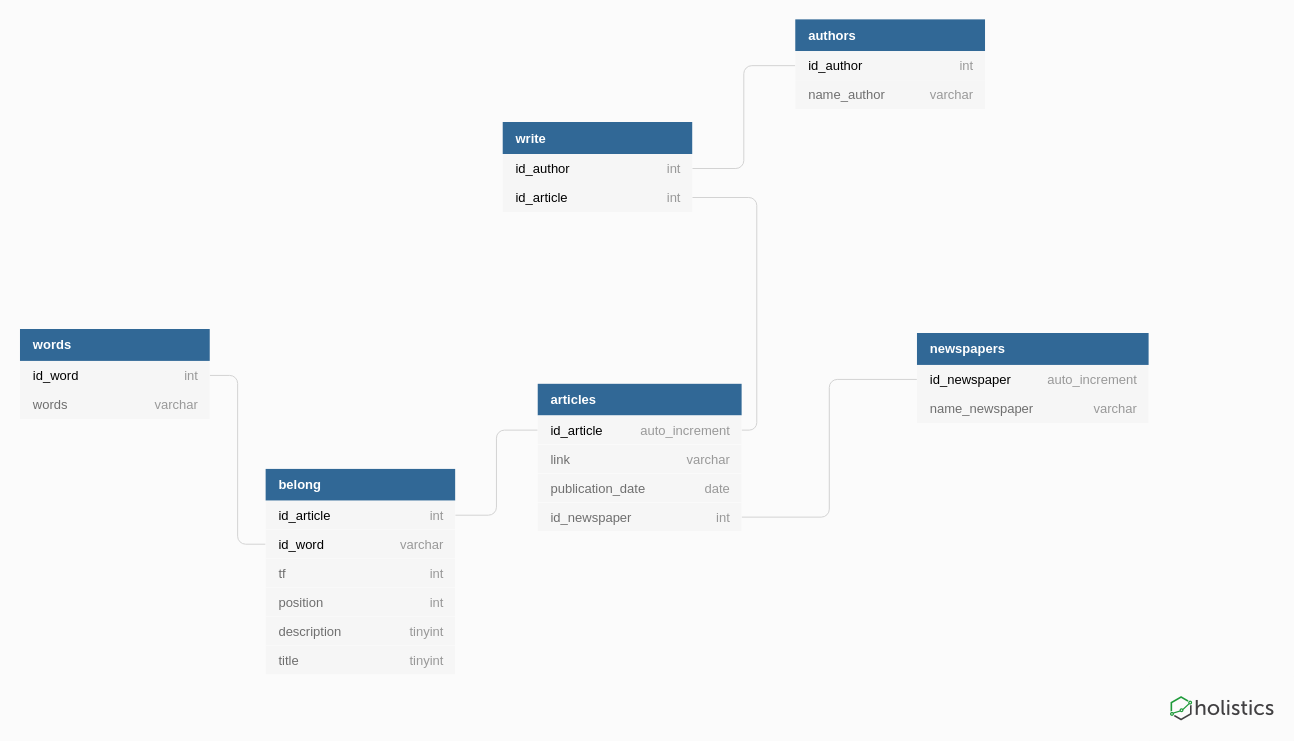 authors
id_author int
name_author varchar
write
id_author int
id_article int
words
id_word int
words varchar
newspapers
id_newspaper auto_increment
name_newspaper varchar
articles
id_article auto_increment
link varchar
publication_date date
id_newspaper int
belong
id_article int
id_word varchar
tf int
position int
description tinyint
title tinyint
holistics